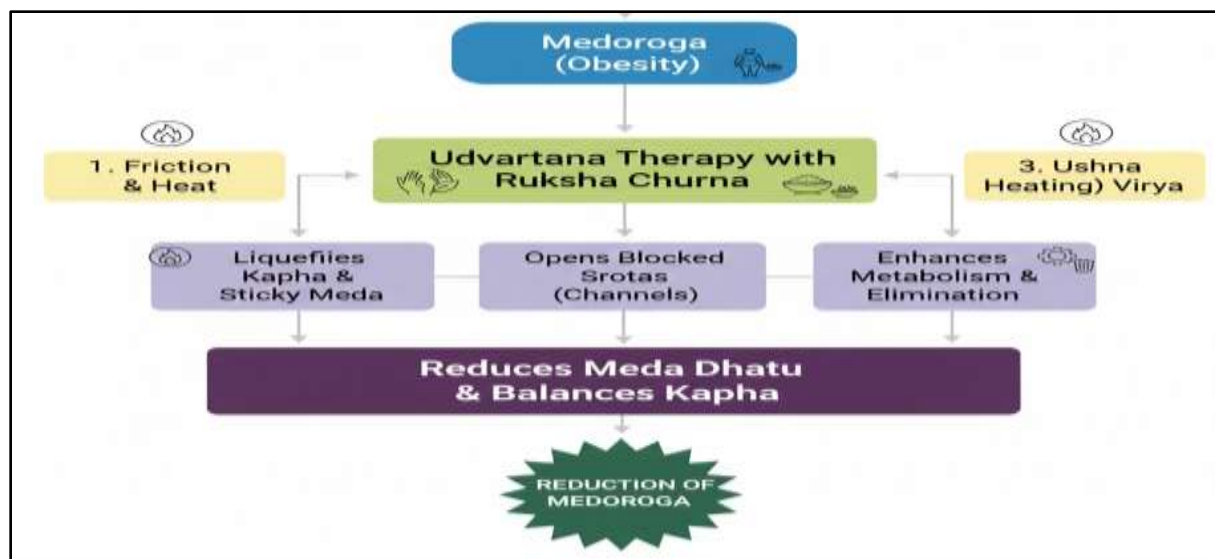 Medoroga
(Obesity)
1. Friction
& Heat
Udvartana Therapy with
Ruksha Churna
3. Ushna
Heating) Virya
Liquefiies
Kapha &
Sticky Meda
Opens Blocked
Srotas
(Channels)
Enhances
Metabolism &
Elimination
Reduces Meda Dhatu
& Balances Kapha
REDUCTION OF
MEDOROGA